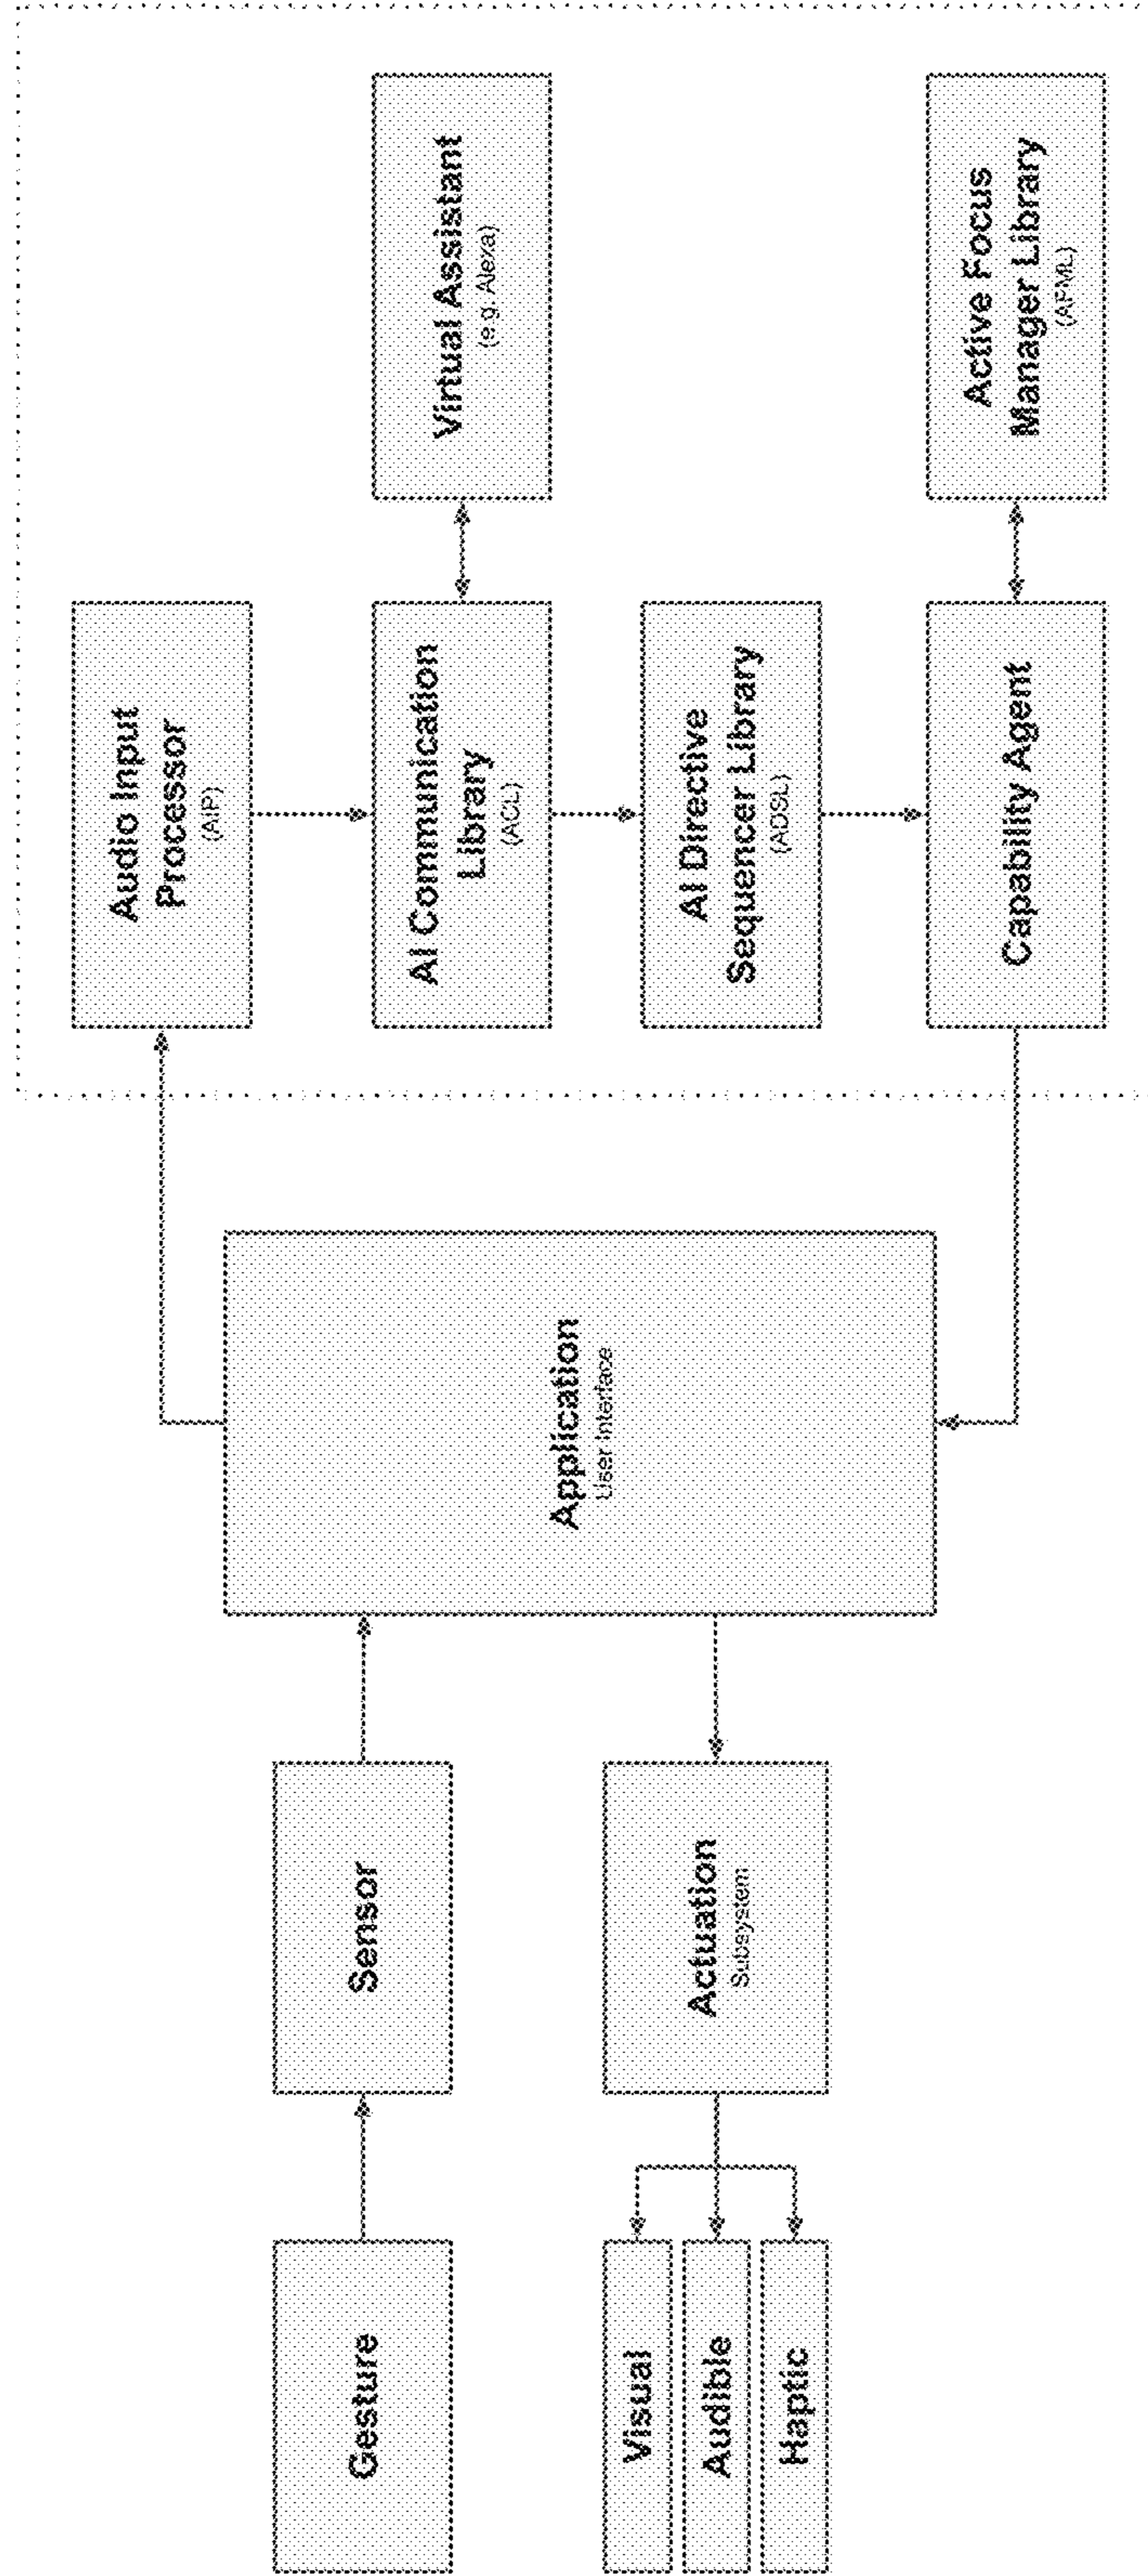 Gesture
Sensor
Visual
Audible
Haptic
Actuation
Subsystem
Application
User Interface
Audio Input
Processor
(AIP)
AI Communication
Library
(ACL)
Virtual Assistant
(e.g. Alexa)
AI Directive
Sequencer Library
(ADSL)
Capability Agent
Active Focus
Manager Library
(APML)